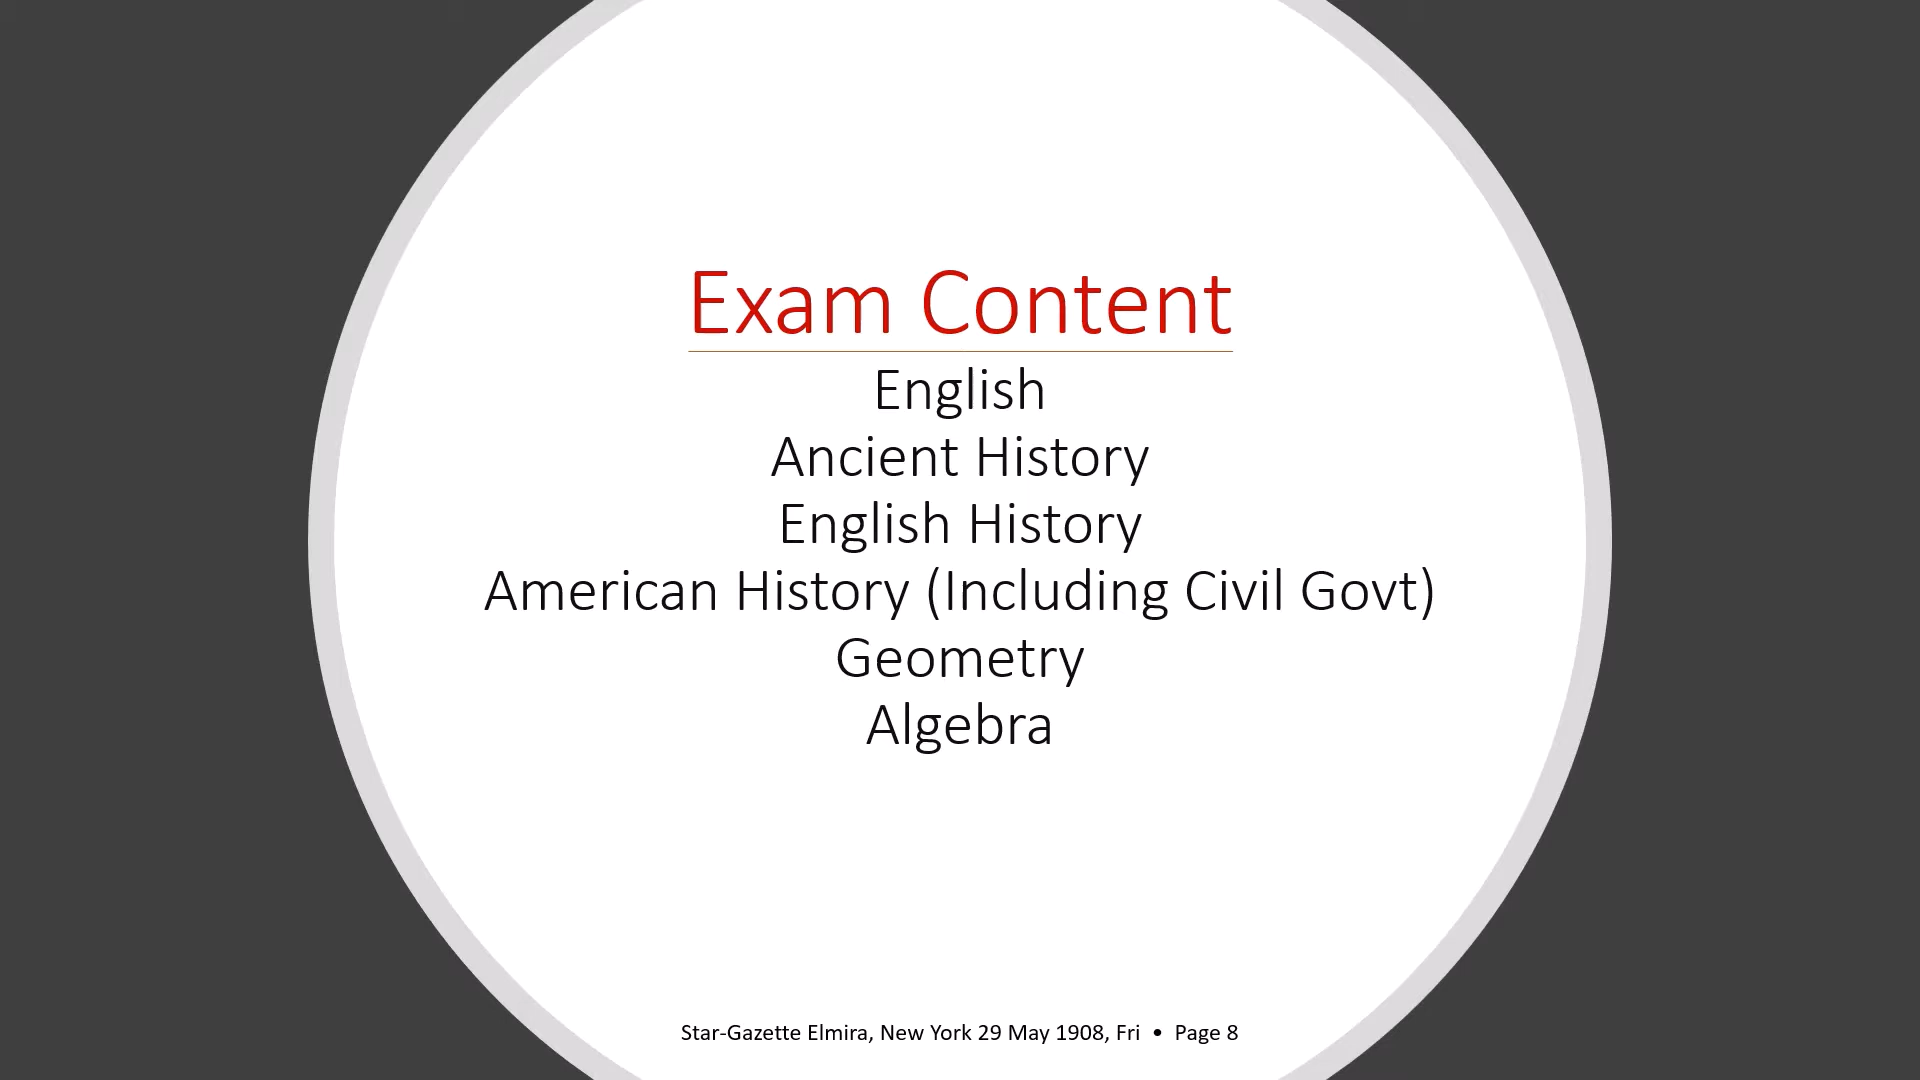 Exam Content
English
Ancient History
English History
American History (Including Civil Govt)
Geometry
Algebra
Star-Gazette Elmira, New York 29 May 1908, Fri • Page 8